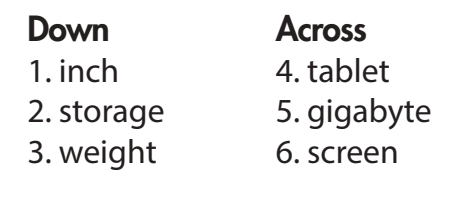 Down
1. inch
2. storage
3. weight
Across
4. tablet
5. gigabyte
6. screen